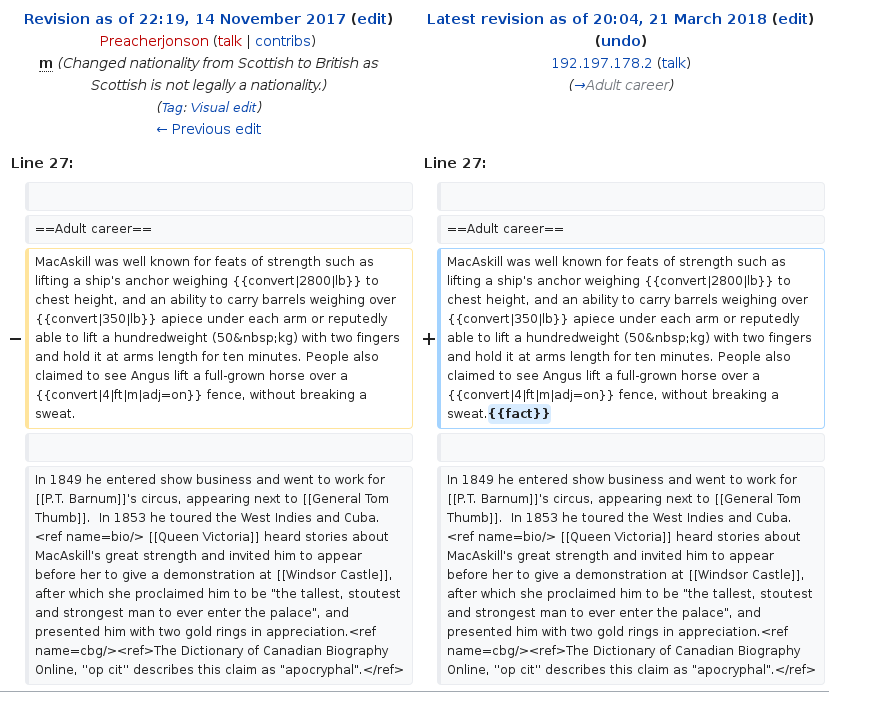 Revision as of 22:19, 14 November 2017 (edit)
Preacherjonson (talk | contribs)
m (Changed nationality from Scottish to British as
Scottish is not legally a nationality.)
(Tag: Visual edit)
← Previous edit
Latest revision as of 20:04, 21 March 2018 (edit)
(undo)
192.197.178.2 (talk)
(→Adult career)
Line 27:
==Adult career==
− MacAskill was well known for feats of strength such as
lifting a ship's anchor weighing {{convert|2800|lb}} to
chest height, and an ability to carry barrels weighing over
{{convert|350|lb}} apiece under each arm or reputedly
able to lift a hundredweight (50&nbsp;kg) with two fingers
and hold it at arms length for ten minutes. People also
claimed to see Angus lift a full-grown horse over a
{{convert|4|ft|m|adj=on}} fence, without breaking a
sweat.
In 1849 he entered show business and went to work for
[[P.T. Barnum]]'s circus, appearing next to [[General Tom
Thumb]].  In 1853 he toured the West Indies and Cuba.
<ref name=bio/> [[Queen Victoria]] heard stories about
MacAskill's great strength and invited him to appear
before her to give a demonstration at [[Windsor Castle]],
after which she proclaimed him to be "the tallest, stoutest
and strongest man to ever enter the palace", and
presented him with two gold rings in appreciation.<ref
name=cbg/><ref>The Dictionary of Canadian Biography
Online, ''op cit'' describes this claim as "apocryphal".</ref>
Line 27:
==Adult career==
+ MacAskill was well known for feats of strength such as
lifting a ship's anchor weighing {{convert|2800|lb}} to
chest height, and an ability to carry barrels weighing over
{{convert|350|lb}} apiece under each arm or reputedly
able to lift a hundredweight (50&nbsp;kg) with two fingers
and hold it at arms length for ten minutes. People also
claimed to see Angus lift a full-grown horse over a
{{convert|4|ft|m|adj=on}} fence, without breaking a
sweat.{{fact}}
In 1849 he entered show business and went to work for
[[P.T. Barnum]]'s circus, appearing next to [[General Tom
Thumb]].  In 1853 he toured the West Indies and Cuba.
<ref name=bio/> [[Queen Victoria]] heard stories about
MacAskill's great strength and invited him to appear
before her to give a demonstration at [[Windsor Castle]],
after which she proclaimed him to be "the tallest, stoutest
and strongest man to ever enter the palace", and
presented him with two gold rings in appreciation.<ref
name=cbg/><ref>The Dictionary of Canadian Biography
Online, ''op cit'' describes this claim as "apocryphal".</ref>